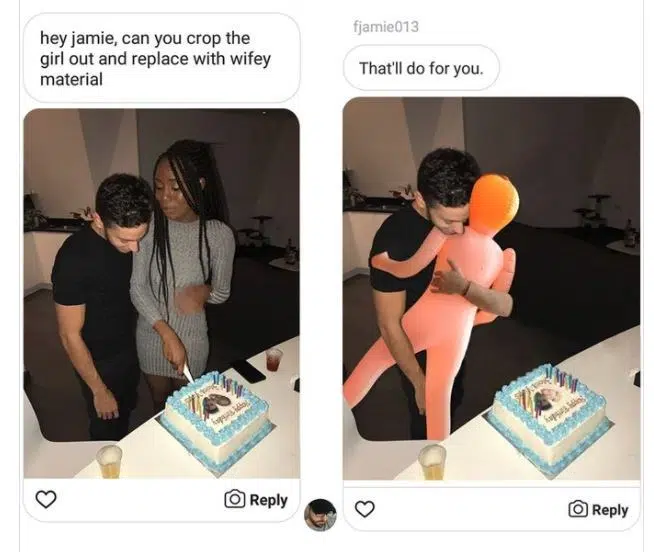 hey jamie, can you crop the
girl out and replace with wifey
material
Reply
fjamie013
That'll do for you.
Reply